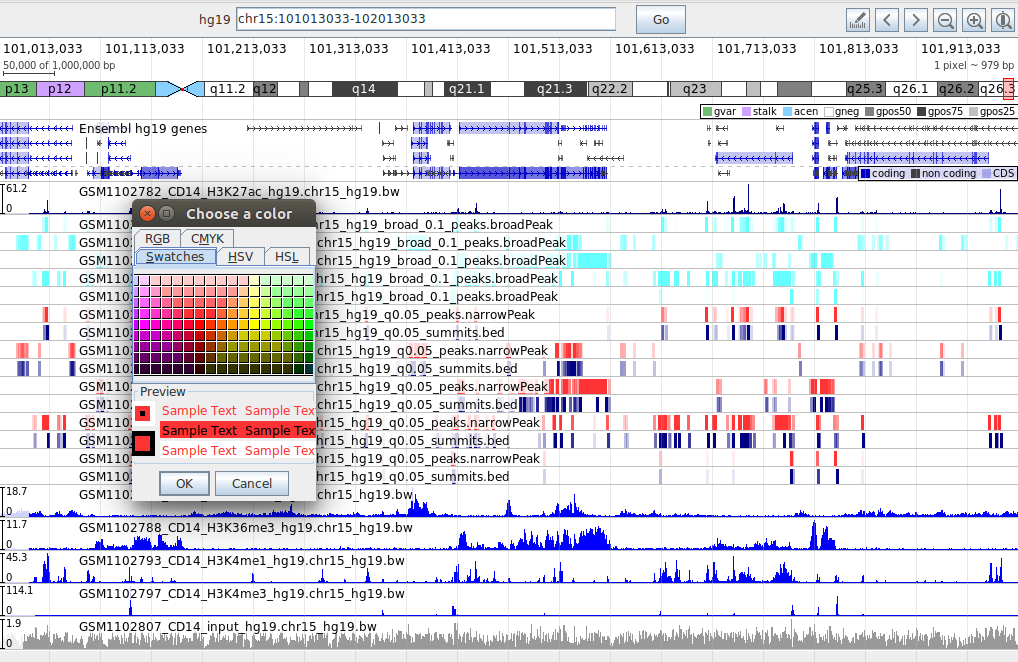 hg19 chr15:101013033-102013033 Go
101,013,033 101,113,033 101,213,033 101,313,033 101,413,033 101,513,033 101,613,033 101,713,033 101,813,033 101,913,033
50,000 of 1,000,000 bp 1 pixel ~ 979 bp
p13 p12 p11.2 q11.2 q12 q14 q21.1 q21.3 q22.2 q23 q25.3 q26.1 q26.2 q26.3
gvar stalk acen gneg gpos50 gpos75 gpos25
Ensembl hg19 genes
coding non coding CDS
61.2 GSM1102782_CD14_H3K27ac_hg19.chr15_hg19.bw
0
Choose a color
GSM1102 chr15_hg19_broad_0.1_peaks.broadPeak
RGB CMYK
GSM110 chr15_hg19_broad_0.1_peaks.broadPeak
Swatches HSV HSL
GSM110 chr15_hg19_broad_0.1_peaks.broadPeak
GSM110 hr15_hg19_broad_0.1_peaks.broadPeak
GSM110 hr15_hg19_broad_0.1_peaks.broadPeak
GSM110 hr15_hg19_q0.05_peaks.narrowPeak
GSM110 hr15_hg19_q0.05_summits.bed
GSM110 chr15_hg19_q0.05_peaks.narrowPeak
GSM110 chr15_hg19_q0.05_summits.bed
GSM110 chr15_hg19_q0.05_peaks.narrowPeak
Preview
GSM110 chr15_hg19_q0.05_summits.bed
Sample Text Sample Tex
GSM110 hr15_hg19_q0.05_peaks.narrowPeak
Sample Text Sample Tex
GSM110 hr15_hg19_q0.05_summits.bed
Sample Text Sample Tex
GSM110 hr15_hg19_q0.05_peaks.narrowPeak
GSM110 hr15_hg19_q0.05_summits.bed
OK Cancel
18.7 GSM1102 chr15_hg19.bw
0
11.7 GSM1102788_CD14_H3K36me3_hg19.chr15_hg19.bw
0
45.3 GSM1102793_CD14_H3K4me1_hg19.chr15_hg19.bw
0
114.1 GSM1102797_CD14_H3K4me3_hg19.chr15_hg19.bw
0
1.9 GSM1102807_CD14_input_hg19.chr15_hg19.bw
0